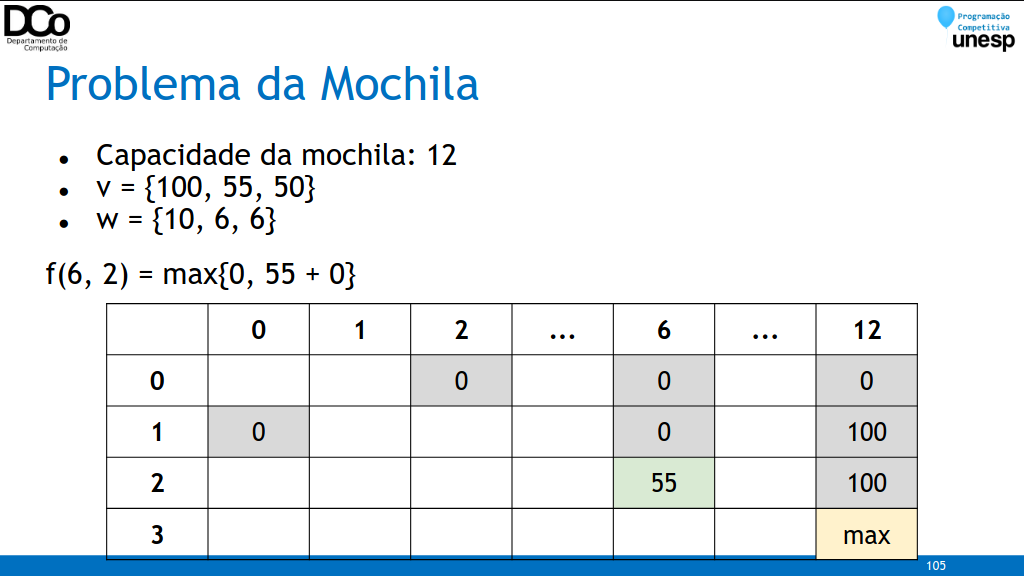 DCo
Departamento de
Computação
Programação
Competitiva
unesp
Problema da Mochila
● Capacidade da mochila: 12
● v = {100, 55, 50}
● w = {10, 6, 6}
f(6, 2) = max{0, 55 + 0}
0 1 2 ... 6 ... 12
0 0 0 0
1 0 0 100
2 55 100
3 max
105